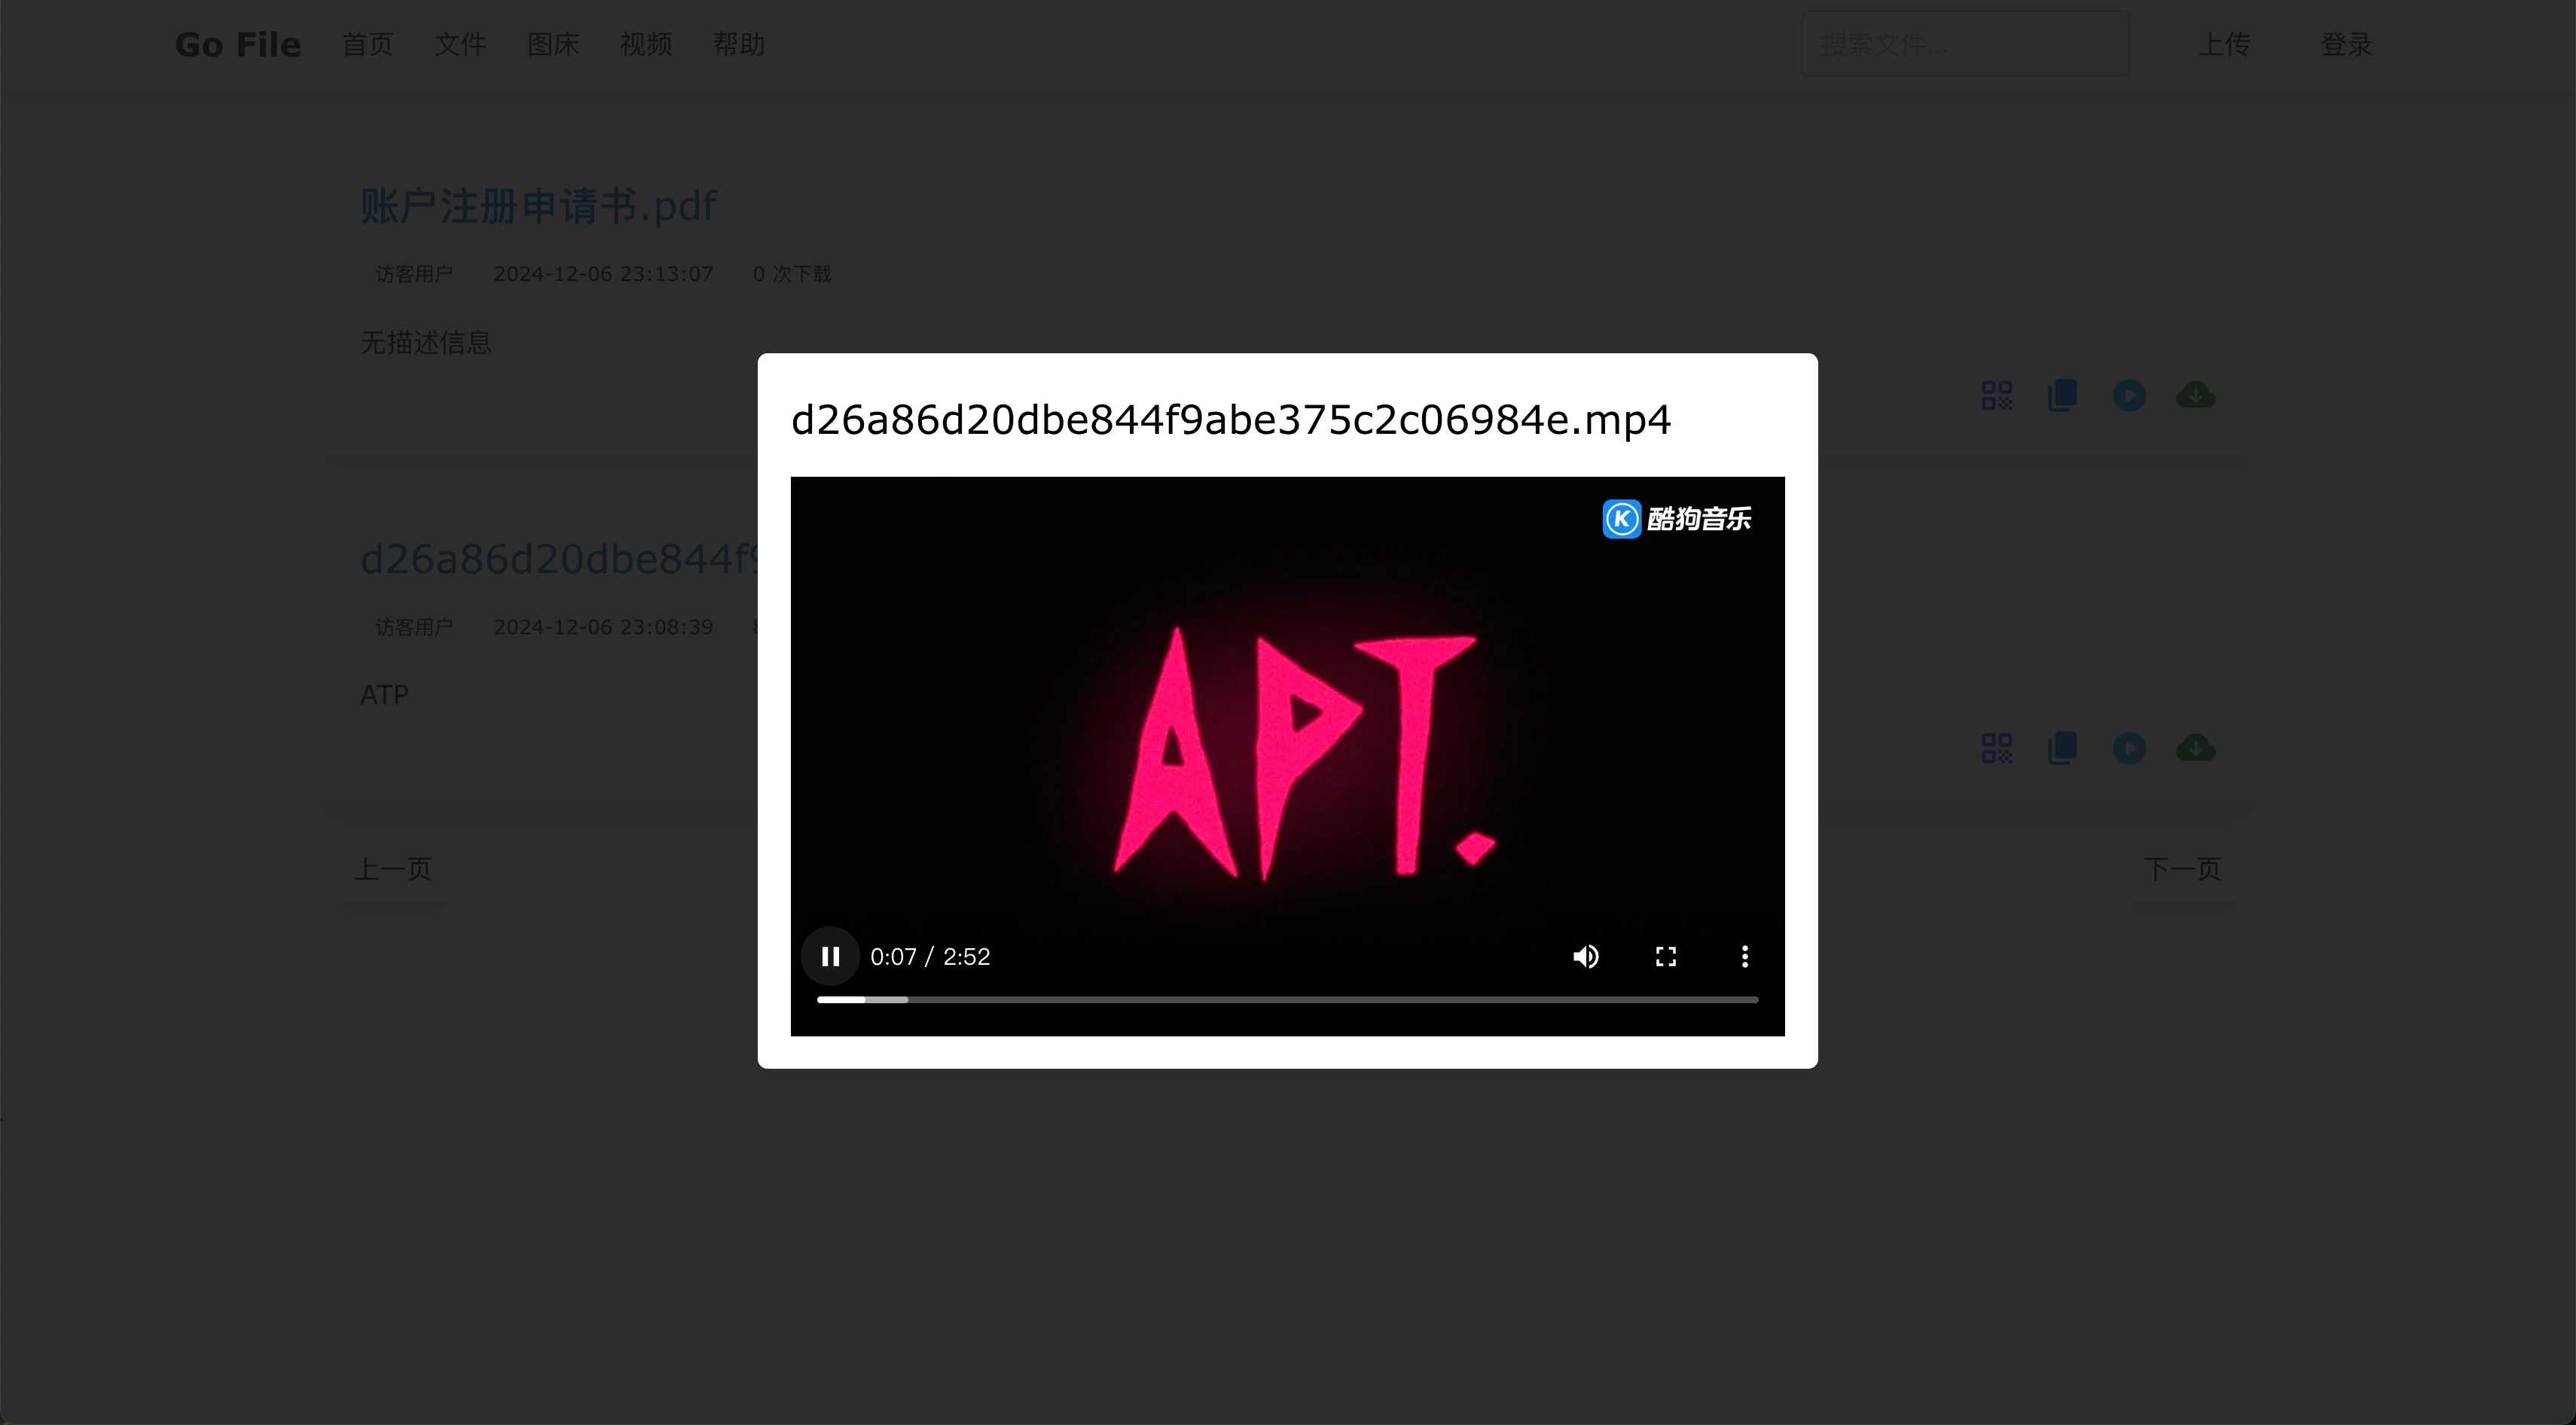 Go File 首页 文件 图床 视频 帮助 搜索文件... 上传 登录
账户注册申请书.pdf
访客用户 2024-12-06 23:13:07 0 次下载
无描述信息
d26a86d20dbe844f9abe375c2c06984e.mp4
酷狗音乐
APT.
0:07 / 2:52
d26a86d20dbe844f9
访客用户 2024-12-06 23:08:39
ATP
上一页 下一页